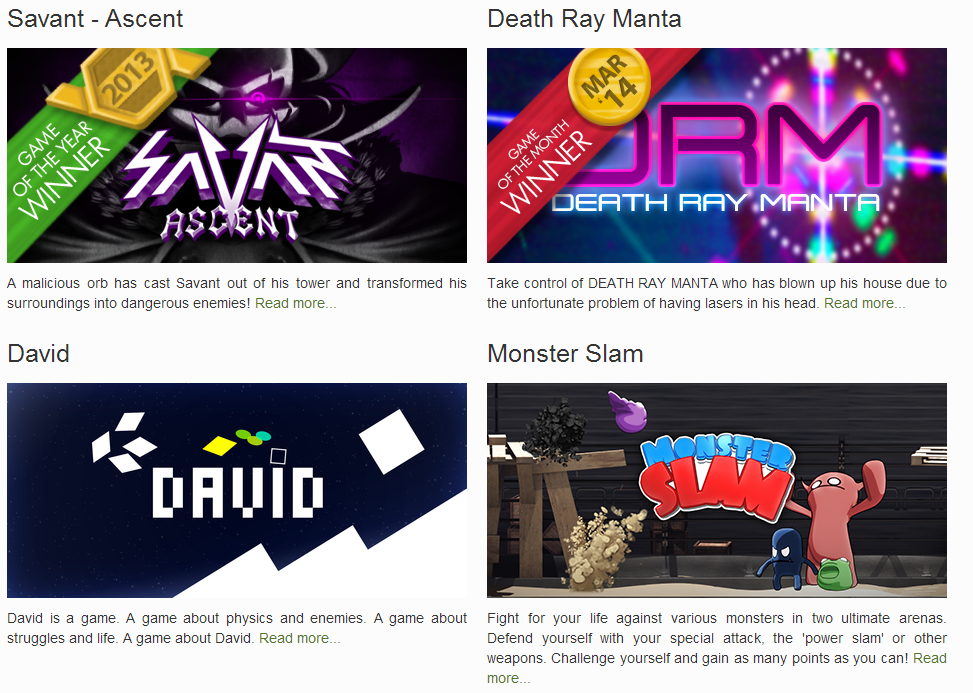 Savant - Ascent
2013
GAME
OF THE YEAR
WINNER
SAVANT
ASCENT
A malicious orb has cast Savant out of his tower and transformed his
surroundings into dangerous enemies! Read more...
Death Ray Manta
MAR
'14
GAME
OF THE MONTH
WINNER
DRM
DEATH RAY MANTA
Take control of DEATH RAY MANTA who has blown up his house due to
the unfortunate problem of having lasers in his head. Read more...
David
DAVID
David is a game. A game about physics and enemies. A game about
struggles and life. A game about David. Read more...
Monster Slam
MONSTER
SLAM
Fight for your life against various monsters in two ultimate arenas.
Defend yourself with your special attack, the 'power slam' or other
weapons. Challenge yourself and gain as many points as you can! Read
more...